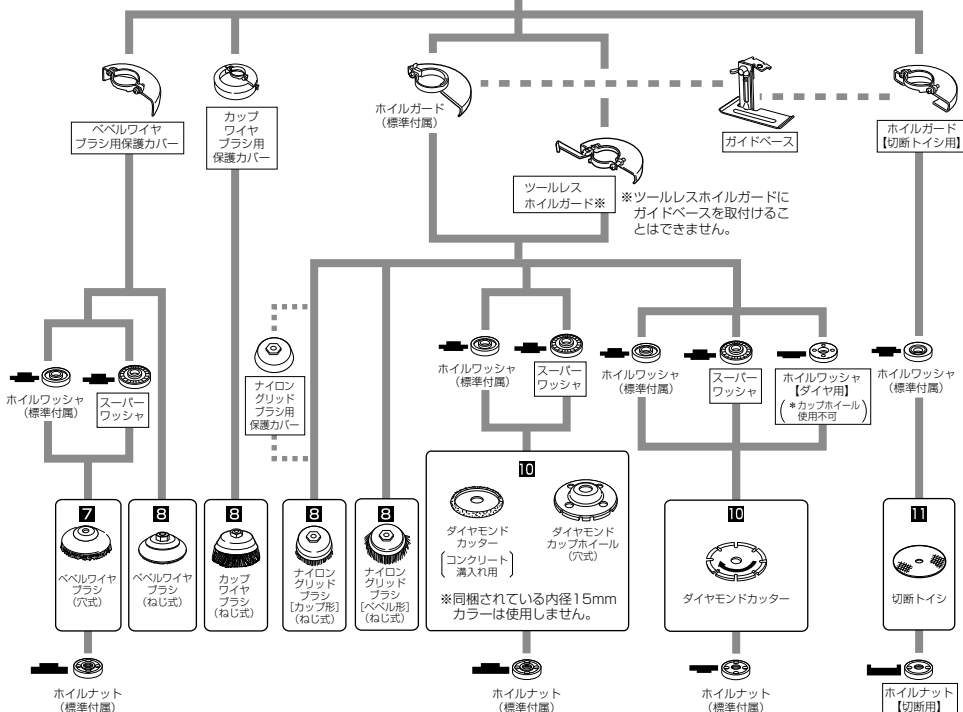 ベベルワイヤ
ブラシ用保護カバー
カップ
ワイヤ
ブラシ用
保護カバー
ホイルガード
（標準付属）
ガイドベース
ホイルガード
【切断トイシ用】
ツールレス
ホイルガード※
※ツールレスホイルガードに
ガイドベースを取付けるこ
とはできません。
ホイルワッシャ
（標準付属）
スーパー
ワッシャ
ナイロン
グリッド
ブラシ用
保護カバー
ホイルワッシャ
（標準付属）
スーパー
ワッシャ
ホイルワッシャ
（標準付属）
スーパー
ワッシャ
ホイルワッシャ
【ダイヤ用】
（＊カップホイール
使用不可）
ホイルワッシャ
（標準付属）
7
ベベルワイヤ
ブラシ
（穴式）
8
ベベルワイヤ
ブラシ
（ねじ式）
8
カップ
ワイヤ
ブラシ
（ねじ式）
8
ナイロン
グリッド
ブラシ
［カップ形］
（ねじ式）
8
ナイロン
グリッド
ブラシ
［ベベル形］
（ねじ式）
10
ダイヤモンド
カッター
［コンクリート
溝入れ用］
ダイヤモンド
カップホイール
（穴式）
※同梱されている内径15mm
カラーは使用しません。
10
ダイヤモンドカッター
11
切断トイシ
ホイルナット
（標準付属）
ホイルナット
（標準付属）
ホイルナット
（標準付属）
ホイルナット
【切断用】